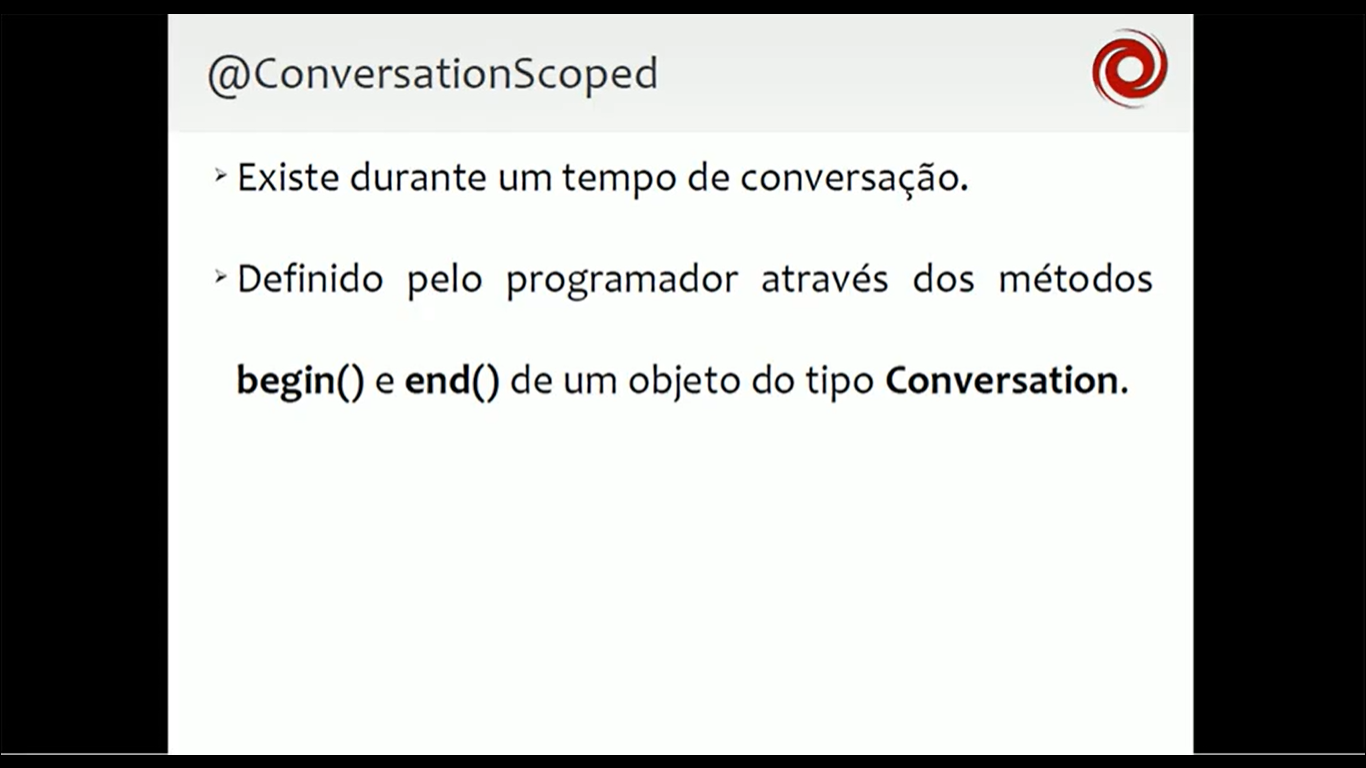 @ConversationScoped
➢ Existe durante um tempo de conversação.
➢ Definido pelo programador através dos métodos
begin() e end() de um objeto do tipo Conversation.